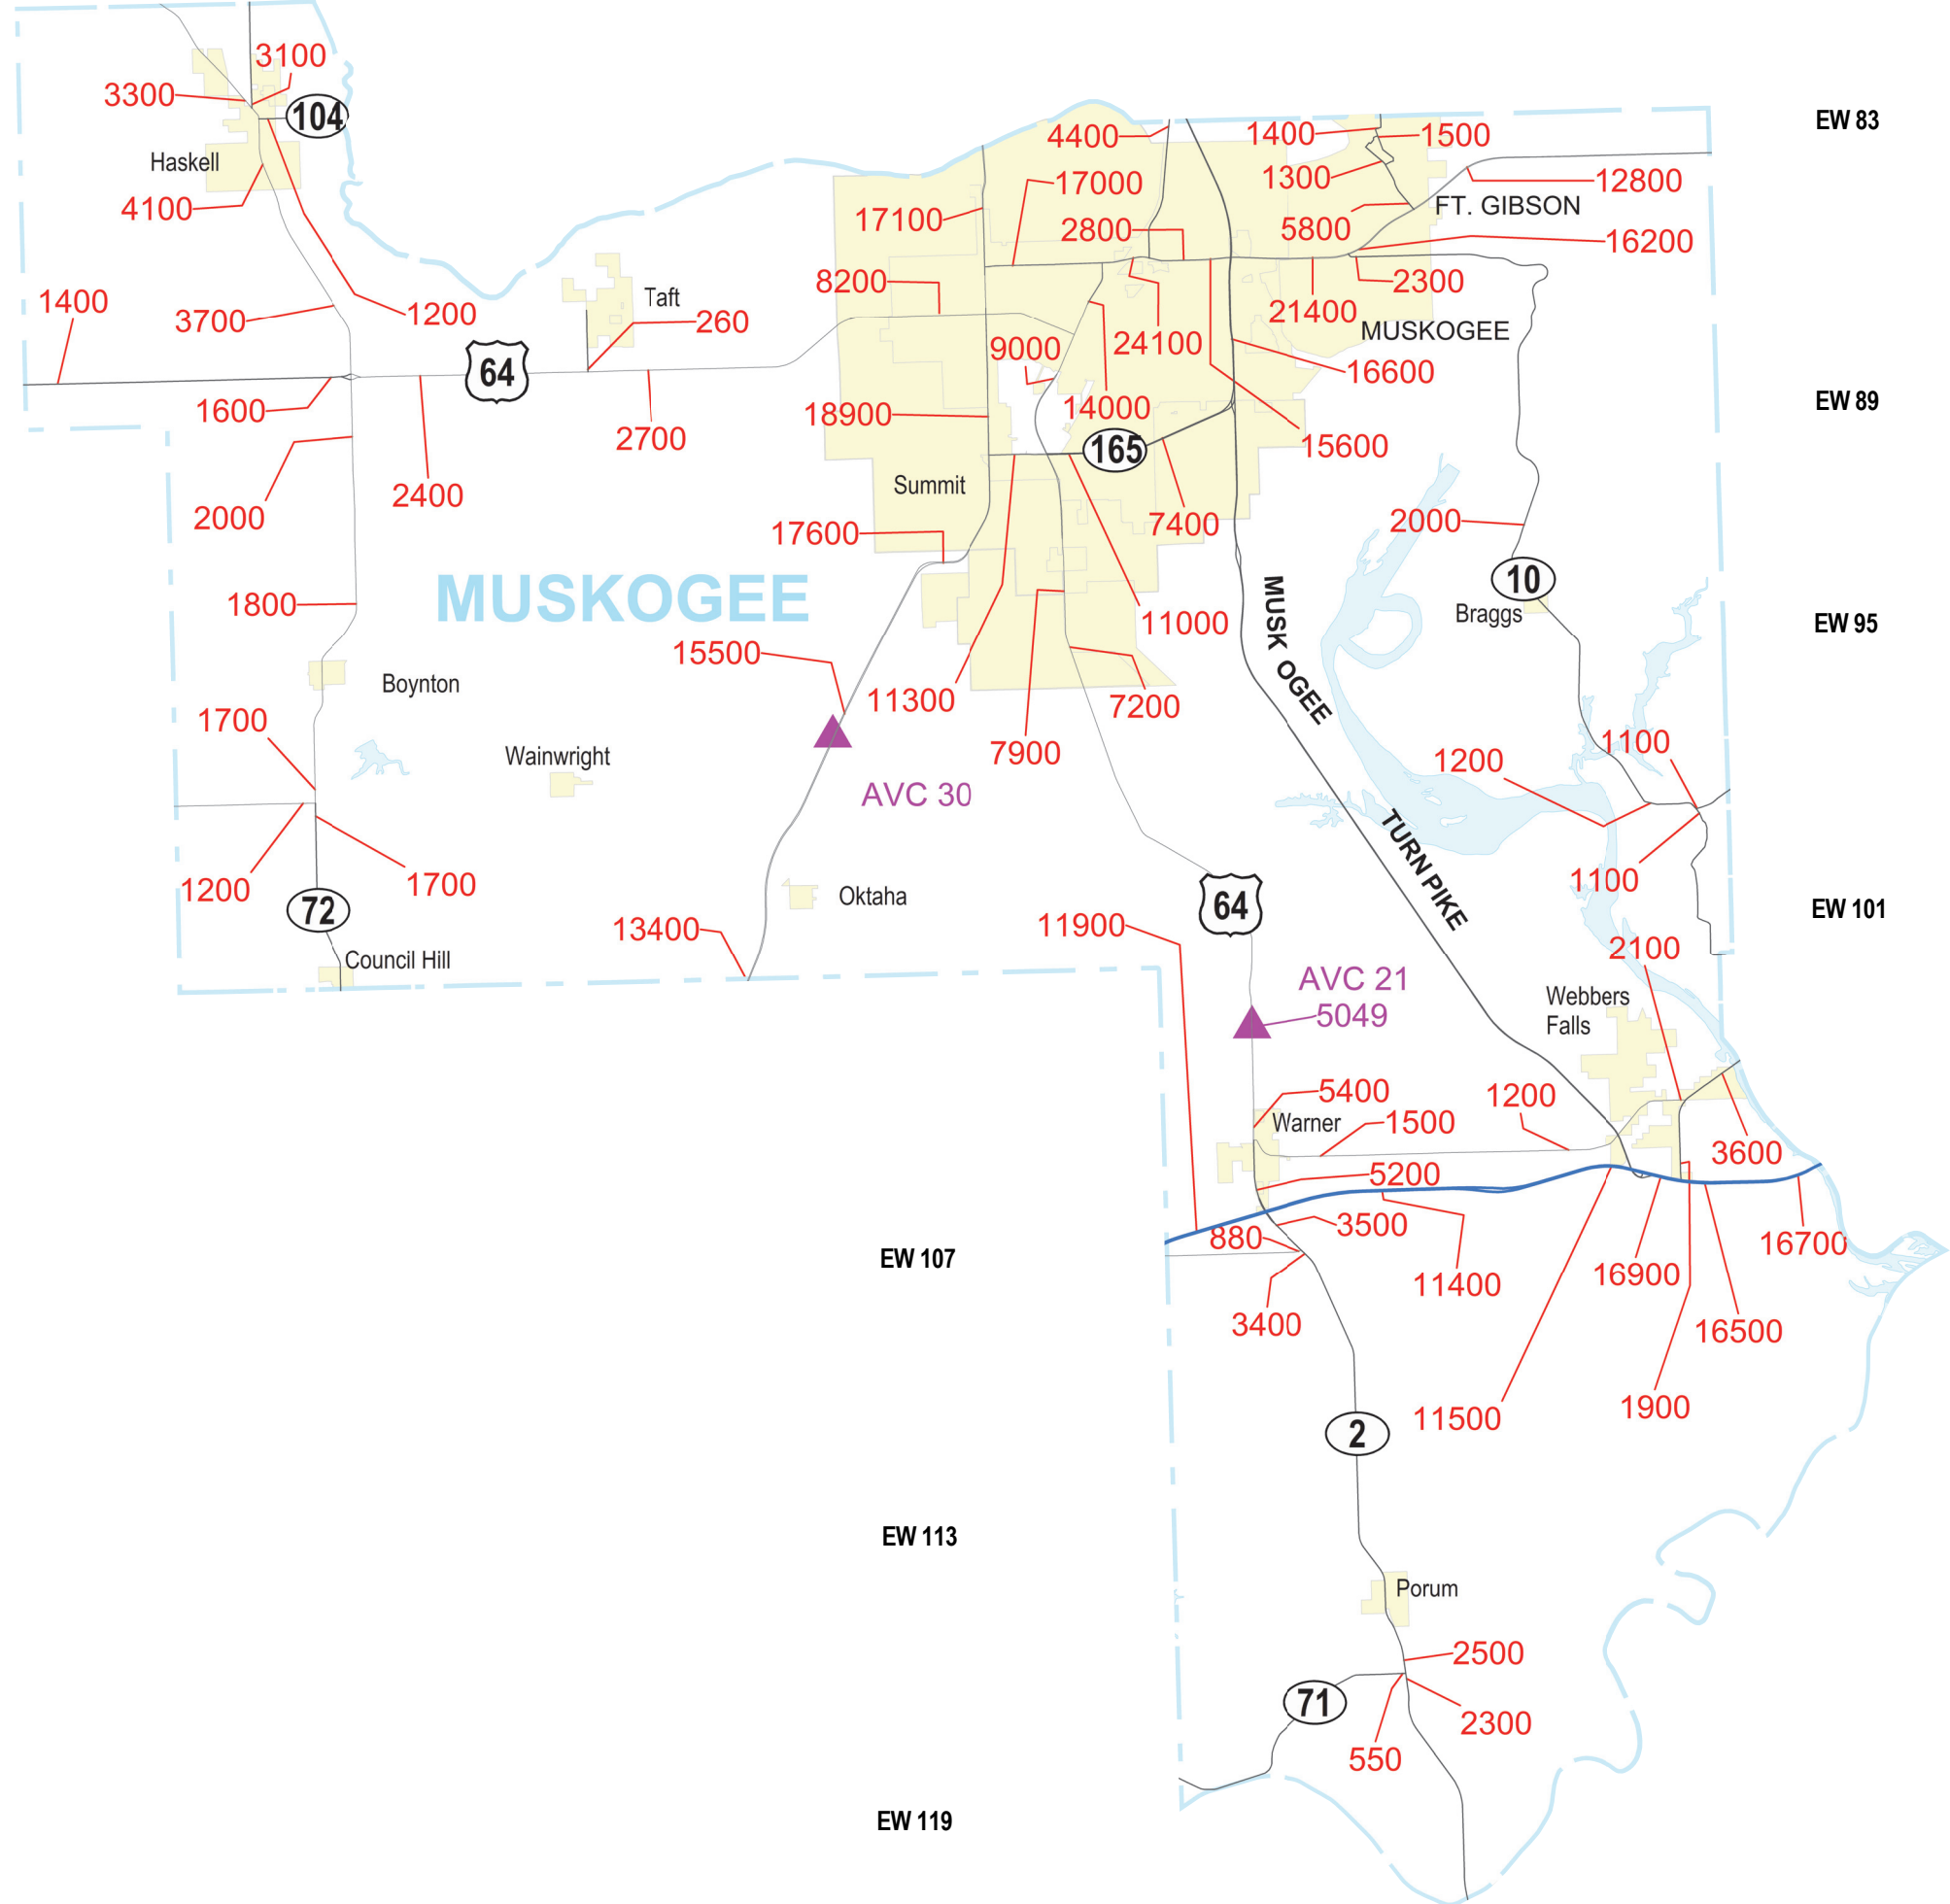 3100
3300
104
EW 83
4400
1400
1500
Haskell
17000
1300
12800
4100
17100
2800
5800
FT. GIBSON
16200
8200
2300
1400
3700
1200
Taft
260
21400
MUSKOGEE
9000
24100
64
16600
1600
18900
14000
EW 89
2700
165
15600
2000
2400
Summit
7400
2000
17600
10
MUSKOGEE
MUSK OGEE
TURN PIKE
1800
11000
Braggs
EW 95
15500
Boynton
11300
7200
1700
Wainwright
7900
1100
1200
AVC 30
1200
1700
1100
72
Oktaha
64
EW 101
13400
11900
2100
Council Hill
AVC 21
5049
Webbers
Falls
5400
1200
Warner
1500
3600
5200
880
3500
16700
EW 107
11400
16900
3400
16500
11500
1900
2
EW 113
Porum
2500
71
2300
550
EW 119